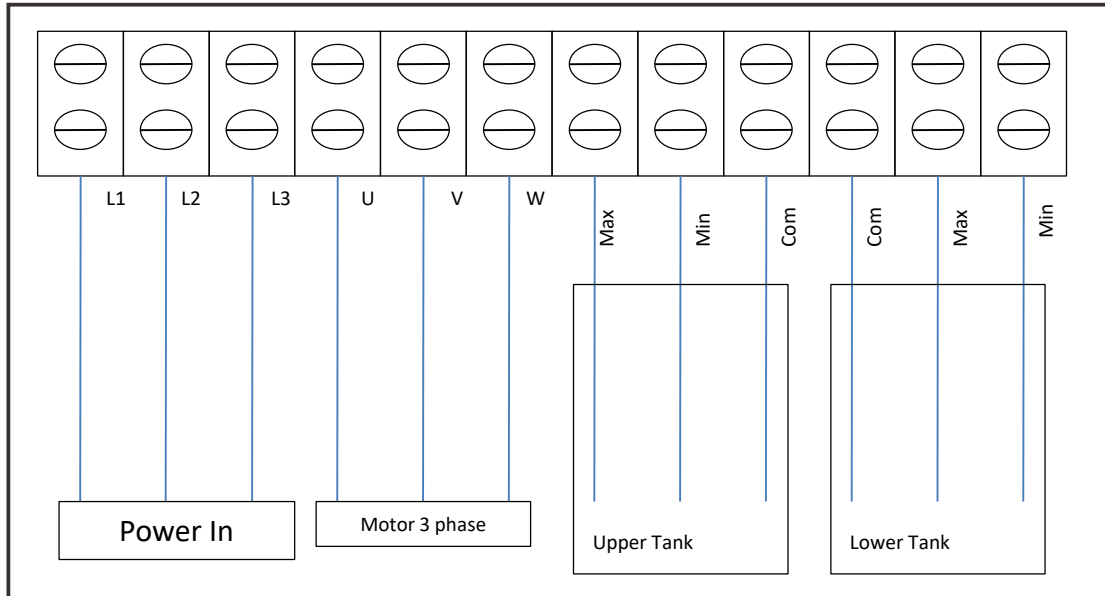 L1 L2 L3 U V W Max Min Com Com Max Min
Power In
Motor 3 phase
Upper Tank
Lower Tank